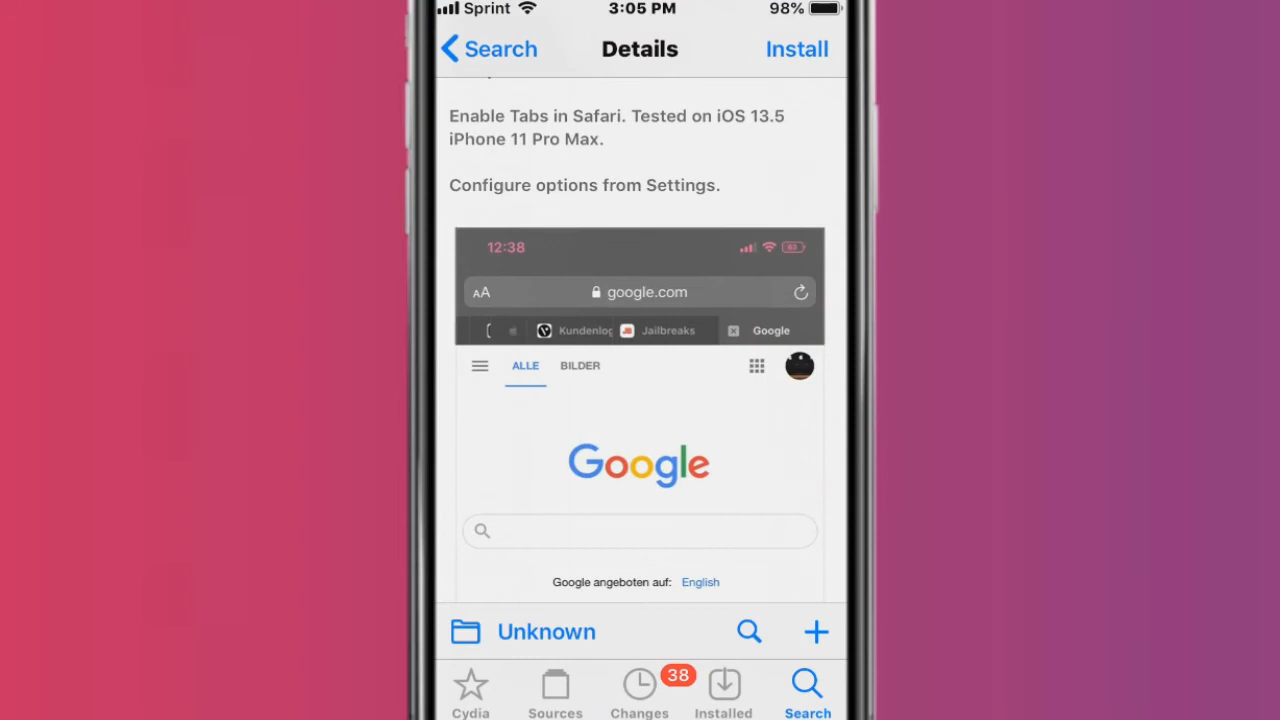 Sprint 3:05 PM 98%
Search Details Install
Enable Tabs in Safari. Tested on iOS 13.5
iPhone 11 Pro Max.
Configure options from Settings.
12:38
AA google.com
Jailbreaks Google
ALLE BILDER
Google
Google angeboten auf: English
Unknown
38
Cydia Sources Changes Installed Search